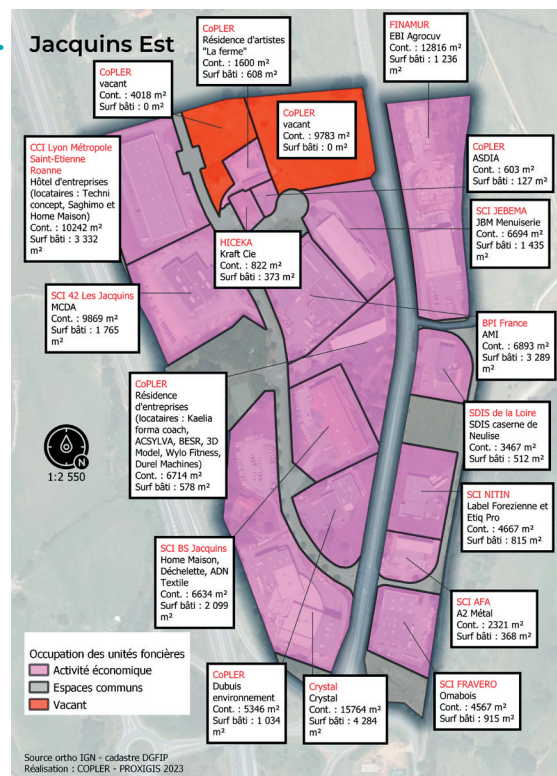 Jacquins Est
CoPLER
Résidence d'artistes
"La ferme"
Cont. : 1600 m²
Surf bâti : 608 m²
FINAMUR
EBI Agrocuv
Cont. : 12816 m²
Surf bâti : 1 236
m²
CoPLER
vacant
Cont. : 4018 m²
Surf bâti : 0 m²
CoPLER
vacant
Cont. : 9783 m²
Surf bâti : 0 m²
CCI Lyon Métropole
Saint-Etienne
Roanne
Hôtel d'entreprises
(locataires : Techni
concept, Saghimo et
Home Maison)
Cont. : 10242 m²
Surf bâti : 3 332
m²
CoPLER
ASDIA
Cont. : 603 m²
Surf bâti : 127 m²
SCI JEBEMA
JBM Menuiserie
Cont. : 6694 m²
Surf bâti : 1 435
m²
HICEKA
Kraft Cie
Cont. : 822 m²
Surf bâti : 373 m²
SCI 42 Les Jacquins
MCDA
Cont. : 9869 m²
Surf bâti : 1 765
m²
BPI France
AMI
Cont. : 6893 m²
Surf bâti : 3 289
m²
CoPLER
Résidence
d'entreprises
(locataires : Kaelia
forma coach,
ACSYLVA, BESR, 3D
Model, Wylo Fitness,
Durel Machines)
Cont. : 6714 m²
Surf bâti : 578 m²
SDIS de la Loire
SDIS caserne de
Neulise
Cont. : 3467 m²
Surf bâti : 512 m²
N
1:2 550
SCI NITIN
Label Forezienne et
Etiq Pro
Cont. : 4667 m²
Surf bâti : 815 m²
SCI BS Jacquins
Home Maison,
Déchelette, ADN
Textile
Cont. : 6634 m²
Surf bâti : 2 099
m²
SCI AFA
A2 Métal
Cont. : 2321 m²
Surf bâti : 368 m²
Occupation des unités foncières
Activité économique
Espaces communs
Vacant
CoPLER
Dubuis
environnement
Cont. : 5346 m²
Surf bâti : 1 034
m²
Crystal
Crystal
Cont. : 15764 m²
Surf bâti : 4 284
m²
SCI FRAVERO
Omabois
Cont. : 4567 m²
Surf bâti : 915 m²
Source ortho IGN - cadastre DGFIP
Réalisation : COPLER - PROXIGIS 2023